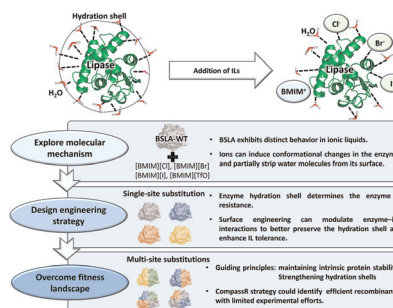 Hydration shell
H₂O
Cl⁻
Br⁻
Lipase
Addition of ILs
Lipase
H₂O
BMIM⁺
Explore molecular
mechanism
BSLA-WT
[BMIM][Cl], [BMIM][Br]
[BMIM][I], [BMIM][TfO]
• BSLA exhibits distinct behavior in ionic liquids.
• Ions can induce conformational changes in the enzym
and partially strip water molecules from its surface.
Design engineering
strategy
Single-site substitution
• Enzyme hydration shell determines the enzyme
resistance.
• Surface engineering can modulate enzyme–
interactions to better preserve the hydration shell a
enhance IL tolerance.
Overcome fitness
landscape
Multi-site substitutions
• Guiding principles: maintaining intrinsic protein stabilit
Strengthening hydration shells
• CompassR strategy could identify efficient recombinan
with limited experimental efforts.